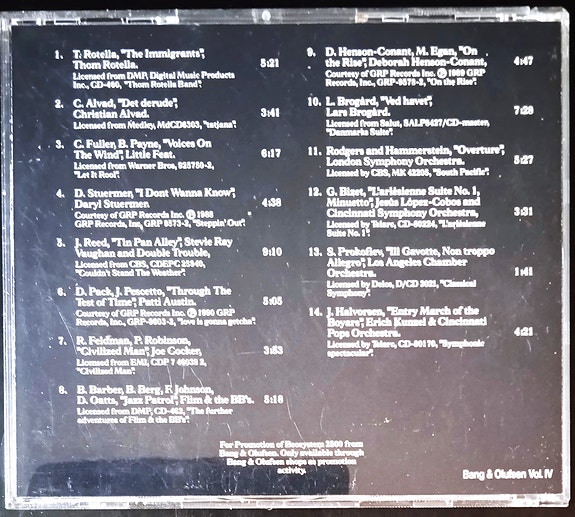 1. T. Rotella, "The Immigrants",
Thom Rotella. 5:21
Licensed from DMP, Digital Music Products
Inc., CD-460, "Thom Rotella Band".
2. C. Alvad, "Det derude",
Christian Alvad. 3:41
Licensed from Medley, MdCD6303, "tatjana".
3. C. Fuller, B. Payne, "Voices On
The Wind", Little Feat. 6:17
Licensed from Warner Bros, 925750-2,
"Let It Rool".
4. D. Stuermer, "I Dont Wanna Know",
Daryl Stuermer. 4:38
Courtesy of GRP Records Inc. Ⓟ 1988
GRP Records, Inc, GRP 9573-2, "Steppin' Out".
5. J. Reed, "Tin Pan Alley", Stevie Ray
Vaughan and Double Trouble, 9:10
Licensed from CBS, CDEPC 25940,
"Couldn't Stand The Weather".
6. D. Pack, J. Pescetto, "Through The
Test of Time", Patti Austin. 5:05
Courtesy of GRP Records Inc. Ⓟ 1990 GRP
Records, Inc., GRP-9603-2, "love is gonna getcha".
7. R. Feldman, P. Robinson,
"Civilized Man", Joe Cocker, 3:53
Licensed from EMI, CDP 7 46038 2,
"Civilized Man".
8. B. Barber, B. Berg, F. Johnson,
D. Oatts, "Jazz Patrol", Flim & the BB's. 5:18
Licensed from DMP, CD-462, "The further
adventures of Flim & the BB's".
9. D. Henson-Conant, M. Egan, "On
the Rise", Deborah Henson-Conant, 4:47
Courtesy of GRP Records Inc. Ⓟ 1989 GRP
Records, Inc., GRP-9578-2, "On the Rise".
10. L. Brogård, "Ved havet",
Lars Brogård. 7:28
Licensed from Salut, SALP8427/CD-master,
"Danmarks Suite".
11. Rodgers and Hammerstein, "Overture",
London Symphony Orchestra. 5:27
Licensed by CBS, MK 42205, "South Pacific".
12. G. Bizet, "L'arlésienne Suite No. 1,
Minuetto", Jesús López-Cobos and
Cincinnati Symphony Orchestra, 3:31
Licensed by Telarc, CD-80224, "L'arlésienne
Suite No. 1".
13. S. Prokofiev, "III Gavotte, Non troppo
Allegro", Los Angeles Chamber
Orchestra. 1:41
Licensed by Delos, D/CD 3021, "Classical
Symphony".
14. J. Halvorsen, "Entry March of the
Boyars", Erich Kunzel & Cincinnati
Pops Orchestra. 4:21
Licensed by Telarc, CD-80170, "Symphonic
spectacular".
For Promotion of Beosystem 2500 from
Bang & Olufsen. Only available through
Bang & Olufsen shops as promotion
activity.
Bang & Olufsen Vol. IV